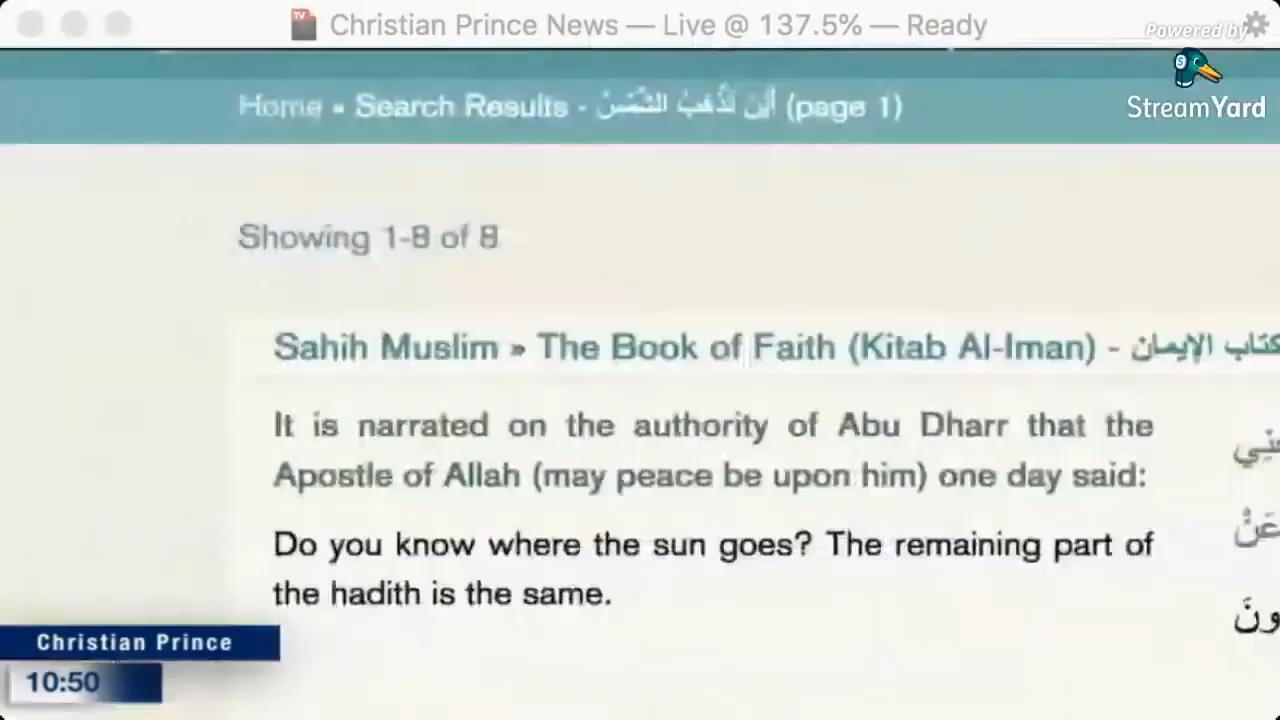 Christian Prince News — Live @ 137.5% — Ready
Powered by
StreamYard
Home » Search Results - أَيْنَ تَذْهَبُ الشَّمْسُ (page 1)
Showing 1-8 of 8
Sahih Muslim » The Book of Faith (Kitab Al-Iman) - كتاب الإيمان
It is narrated on the authority of Abu Dharr that the
Apostle of Allah (may peace be upon him) one day said:
Do you know where the sun goes? The remaining part of
the hadith is the same.
عَنْ
Christian Prince
10:50